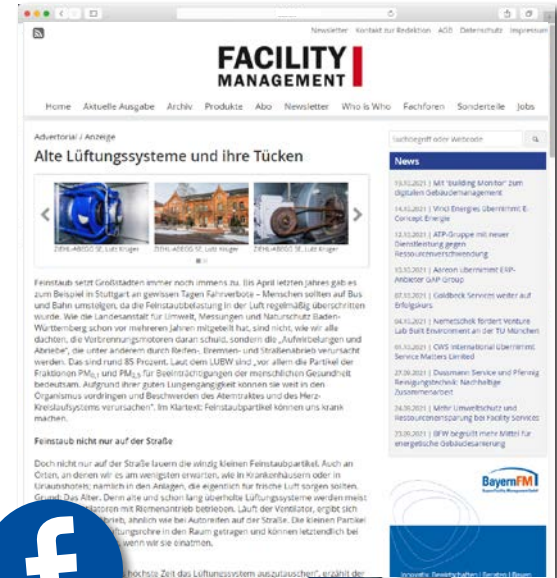 Newsletter Kontakt zur Redaktion AGB Datenschutz Impressum
FACILITY
MANAGEMENT
Home Aktuelle Ausgabe Archiv Produkte Abo Newsletter Who is Who Fachforen Sonderteile Jobs
Advertorial / Anzeige
Alte Lüftungssysteme und ihre Tücken
ZIEHL-ABEGG SE, Lutz Krüger
ZIEHL-ABEGG SE, Lutz Krüger
ZIEHL-ABEGG SE, Lutz Krüger
Feinstaub setzt Großstädten immer noch immens zu. Bis April letzten Jahres gab es
zum Beispiel in Stuttgart an gewissen Tagen Fahrverbote – Menschen sollten auf Bus
und Bahn umsteigen, da die Feinstaubbelastung in der Luft regelmäßig überschritten
wurde. Wie die Landesanstalt für Umwelt, Messungen und Naturschutz Baden-
Württemberg schon vor mehreren Jahren mitgeteilt hat, sind nicht, wie wir alle
dachten, die Verbrennungsmotoren daran schuld, sondern die „Aufwirbelungen und
Abriebe“, die unter anderem durch Reifen-, Bremsen- und Straßenabrieb verursacht
werden. Das sind rund 85 Prozent. Laut dem LUBW sind „vor allem die Partikel der
Fraktionen PM0,1 und PM2,5 für Beeinträchtigungen der menschlichen Gesundheit
bedeutsam. Aufgrund ihrer guten Lungengängigkeit können sie weit in den
Organismus vordringen und Beschwerden des Atemtraktes und des Herz-
Kreislaufsystems verursachen“. Im Klartext: Feinstaubpartikel können uns krank
machen.
Feinstaub nicht nur auf der Straße
Doch nicht nur auf der Straße lauern die winzig kleinen Feinstaubpartikel. Auch an
Orten, an denen wir es am wenigsten erwarten, wie in Krankenhäusern oder in
Urlaubshotels; nämlich in den Anlagen, die eigentlich für frische Luft sorgen sollten.
Grund: Das Alter. Denn alte und schon lang überholte Lüftungssysteme werden meist
ilatoren mit Riemenantrieb betrieben. Läuft der Ventilator, ergibt sich
brieb, ähnlich wie bei Autoreifen auf der Straße. Die kleinen Partikel
ftungsrohre in den Raum getragen und können letztendlich bei
wenn wir sie einatmen.
höchste Zeit das Lüftungssystem auszutauschen“, erzählt der
Suchbegriff oder Webcode
News
19.10.2021 | Mit 'Building Monitor' zum
digitalen Gebäudemanagement
14.10.2021 | Vinci Energies übernimmt E-
Concept Energie
12.10.2021 | ATP-Gruppe mit neuer
Dienstleistung gegen
Ressourcenverschwendung
10.10.2021 | Aareon übernimmt ERP-
Anbieter GAP-Group
07.10.2021 | Goldbeck Services weiter auf
Erfolgskurs
04.10.2021 | Nemetschek fördert Venture
Lab Built Environment an der TU München
01.10.2021 | CWS International übernimmt
Service Matters Limited
27.09.2021 | Dussmann Service und Pfennig
Reinigungstechnik: Nachhaltige
Zusammenarbeit
24.09.2021 | Mehr Umweltschutz und
Ressourceneinsparung bei Facility Services
23.09.2021 | BFW begrüßt mehr Mittel für
energetische Gebäudesanierung
BayernFM